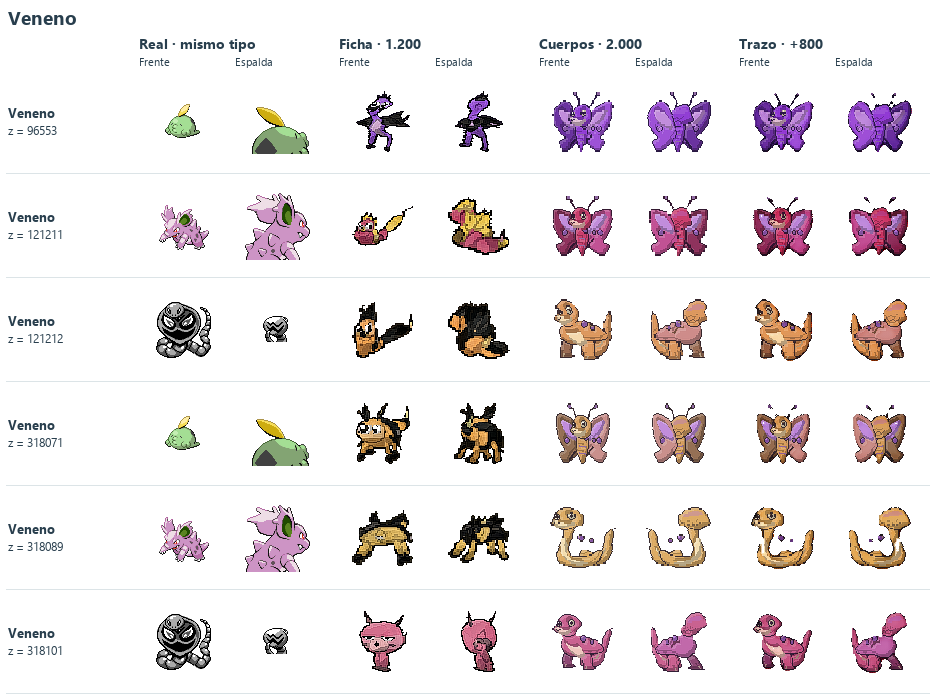 Veneno
Real · mismo tipo
Ficha · 1.200
Cuerpos · 2.000
Trazo · +800
Frente
Espalda
Frente
Espalda
Frente
Espalda
Frente
Espalda
Veneno
z = 96553
Veneno
z = 121211
Veneno
z = 121212
Veneno
z = 318071
Veneno
z = 318089
Veneno
z = 318101